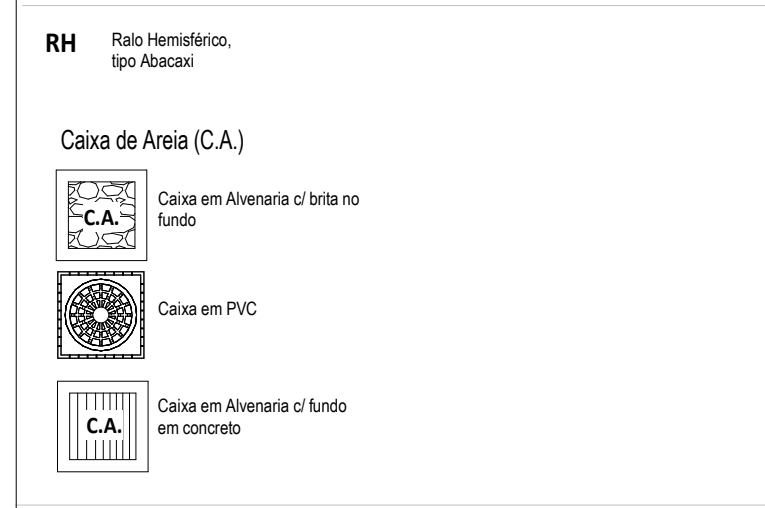 RH Ralo Hemisférico,
tipo Abacaxi
Caixa de Areia (C.A.)
C.A. Caixa em Alvenaria c/ brita no
fundo
Caixa em PVC
C.A. Caixa em Alvenaria c/ fundo
em concreto